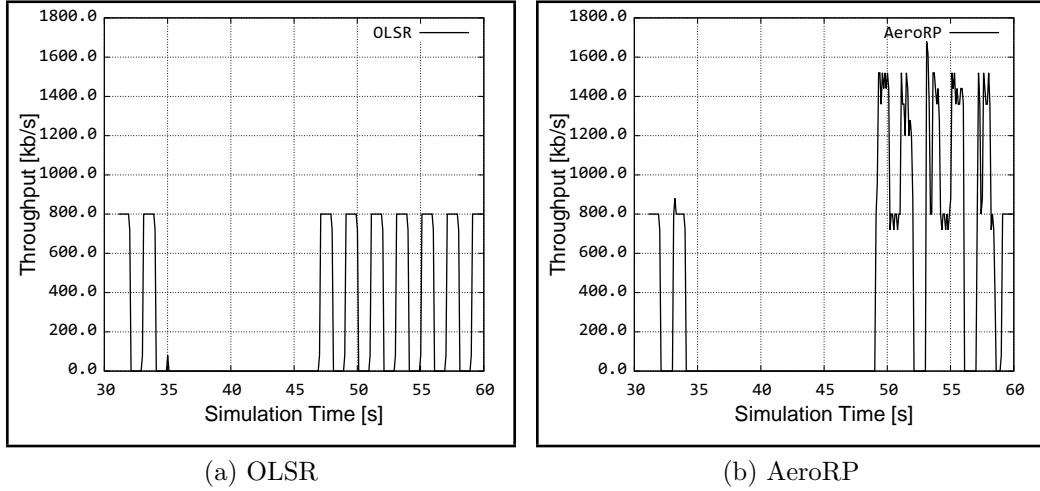 OLSR
1800.0
1600.0
1400.0
1200.0
1000.0
800.0
600.0
400.0
200.0
0.0
Throughput [kb/s]
30 35 40 45 50 55 60
Simulation Time [s]
(a) OLSR
AeroRP
1800.0
1600.0
1400.0
1200.0
1000.0
800.0
600.0
400.0
200.0
0.0
Throughput [kb/s]
30 35 40 45 50 55 60
Simulation Time [s]
(b) AeroRP